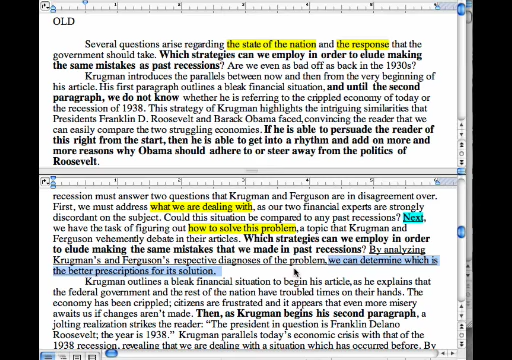 OLD
Several questions arise regarding the state of the nation and the response that the
government should take. Which strategies can we employ in order to elude making
the same mistakes as past recessions? Are we even as bad off as back in the 1930s?
Krugman introduces the parallels between now and then from the very beginning of
his article. His first paragraph outlines a bleak financial situation, and until the second
paragraph, we do not know whether he is referring to the crippled economy of today or
the recession of 1938. This strategy of Krugman highlights the intriguing similarities that
Presidents Franklin D. Roosevelt and Barack Obama faced, convincing the reader that we
can easily compare the two struggling economies. If he is able to persuade the reader of
this right from the start, then he is able to get into a rhythm and add on more and
more reasons why Obama should adhere to or steer away from the politics of
Roosevelt.
recession must answer two questions that Krugman and Ferguson are in disagreement over.
First, we must address what we are dealing with, as our two financial experts are strongly
discordant on the subject. Could this situation be compared to any past recessions? Next,
we have the task of figuring out how to solve this problem, a topic that Krugman and
Ferguson vehemently debate in their articles. Which strategies can we employ in order
to elude making the same mistakes that we made in past recessions? By analyzing
Krugman's and Ferguson's respective diagnoses of the problem, we can determine which is
the better prescriptions for its solution.
Krugman outlines a bleak financial situation to begin his article, as he explains that
the federal government and the rest of the nation have troubled times on their hands. The
economy has been crippled; citizens are frustrated and it appears that even more misery
awaits us if changes aren't made. Then, as Krugman begins his second paragraph, a
jolting realization strikes the reader: "The president in question is Franklin Delano
Roosevelt; the year is 1938." Krugman parallels today's economic crisis with that of the
1938 recession, revealing that we are dealing with a situation that has occurred before. By